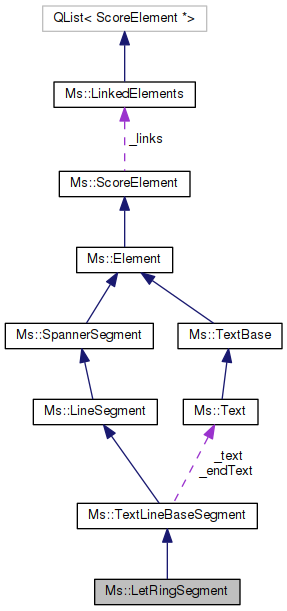 QList< ScoreElement *>
Ms::LinkedElements
_links
Ms::ScoreElement
Ms::Element
Ms::SpannerSegment
Ms::TextBase
Ms::LineSegment
Ms::Text
_text
_endText
Ms::TextLineBaseSegment
Ms::LetRingSegment